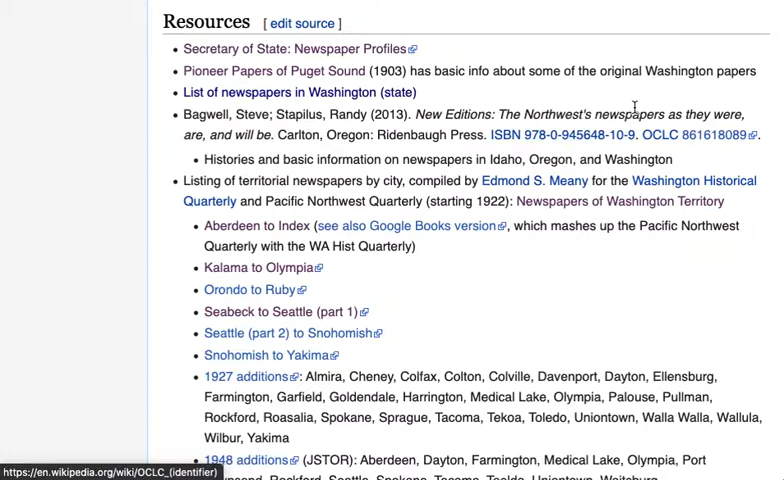 Resources [ edit source ]
Secretary of State: Newspaper Profiles
Pioneer Papers of Puget Sound (1903) has basic info about some of the original Washington papers
List of newspapers in Washington (state)
Bagwell, Steve; Stapilus, Randy (2013). New Editions: The Northwest's newspapers as they were,
are, and will be. Carlton, Oregon: Ridenbaugh Press. ISBN 978-0-945648-10-9. OCLC 861618089.
Histories and basic information on newspapers in Idaho, Oregon, and Washington
Listing of territorial newspapers by city, compiled by Edmond S. Meany for the Washington Historical
Quarterly and Pacific Northwest Quarterly (starting 1922): Newspapers of Washington Territory
Aberdeen to Index (see also Google Books version, which mashes up the Pacific Northwest
Quarterly with the WA Hist Quarterly)
Kalama to Olympia
Orondo to Ruby
Seabeck to Seattle (part 1)
Seattle (part 2) to Snohomish
Snohomish to Yakima
1927 additions: Almira, Cheney, Colfax, Colton, Colville, Davenport, Dayton, Ellensburg,
Farmington, Garfield, Goldendale, Harrington, Medical Lake, Olympia, Palouse, Pullman,
Rockford, Roasalia, Spokane, Sprague, Tacoma, Tekoa, Toledo, Uniontown, Walla Walla, Wallula,
Wilbur, Yakima
1948 additions (JSTOR): Aberdeen, Dayton, Farmington, Medical Lake, Olympia, Port
https://en.wikipedia.org/wiki/OCLC_(identifier)
Townsend, Rockford, Seattle, Spokane, Tacoma, Toledo, Uniontown, Waitsburg